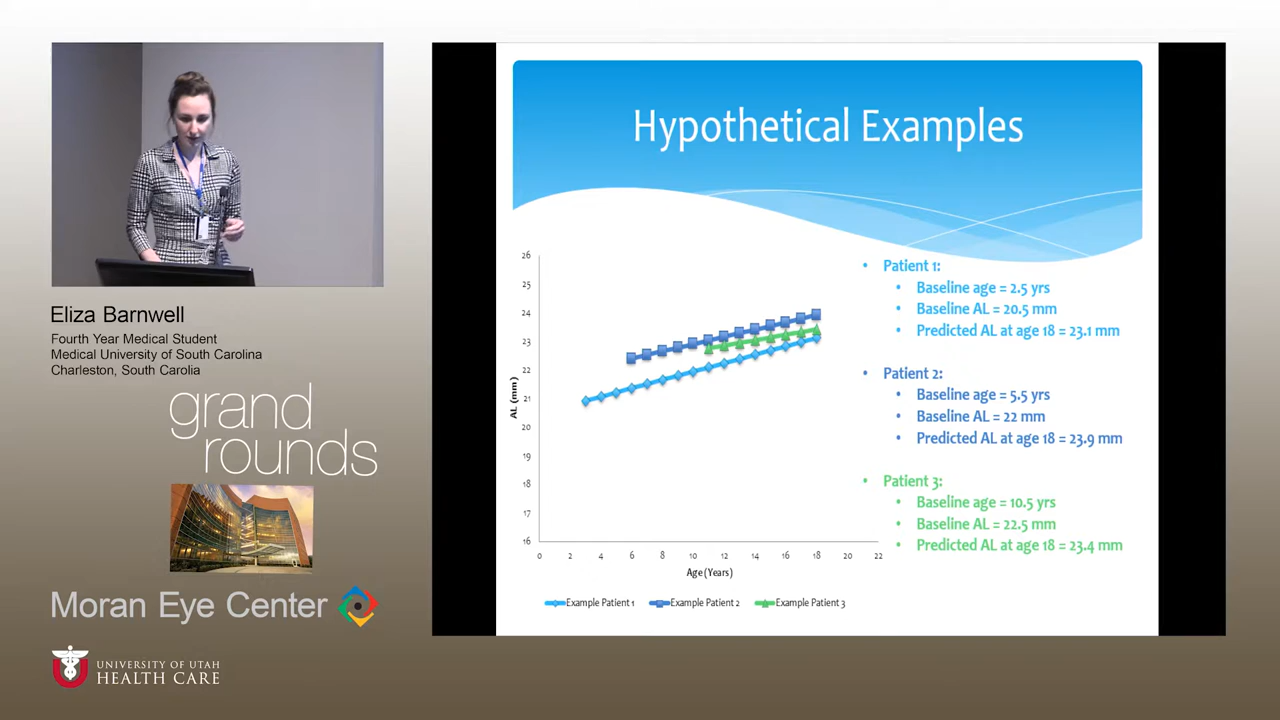 Hypothetical Examples
Eliza Barnwell
Fourth Year Medical Student
Medical University of South Carolina
Charleston, South Carolia
grand
rounds
Moran Eye Center
UNIVERSITY OF UTAH
HEALTH CARE
26
25
24
23
22
21
20
19
18
17
16
AL (mm)
0 2 4 6 8 10 12 14 16 18 20 22
Age (Years)
Example Patient 1 Example Patient 2 Example Patient 3
• Patient 1:
• Baseline age = 2.5 yrs
• Baseline AL = 20.5 mm
• Predicted AL at age 18 = 23.1 mm
• Patient 2:
• Baseline age = 5.5 yrs
• Baseline AL = 22 mm
• Predicted AL at age 18 = 23.9 mm
• Patient 3:
• Baseline age = 10.5 yrs
• Baseline AL = 22.5 mm
• Predicted AL at age 18 = 23.4 mm